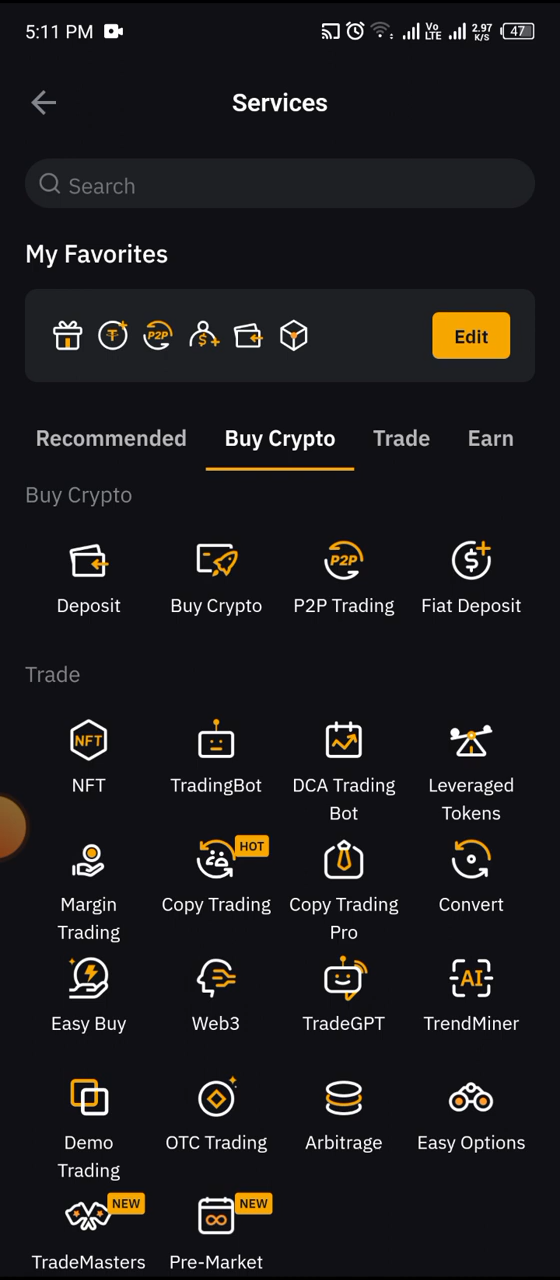 5:11 PM
Vo LTE
2.97 K/S
47
Services
Search
My Favorites
P2P
Edit
Recommended Buy Crypto Trade Earn
Buy Crypto
P2P
Deposit Buy Crypto P2P Trading Fiat Deposit
Trade
NFT
NFT TradingBot DCA Trading Leveraged
Bot Tokens
HOT
Margin Copy Trading Copy Trading Convert
Trading Pro
AI
Easy Buy Web3 TradeGPT TrendMiner
Demo OTC Trading Arbitrage Easy Options
Trading
NEW NEW
TradeMasters Pre-Market